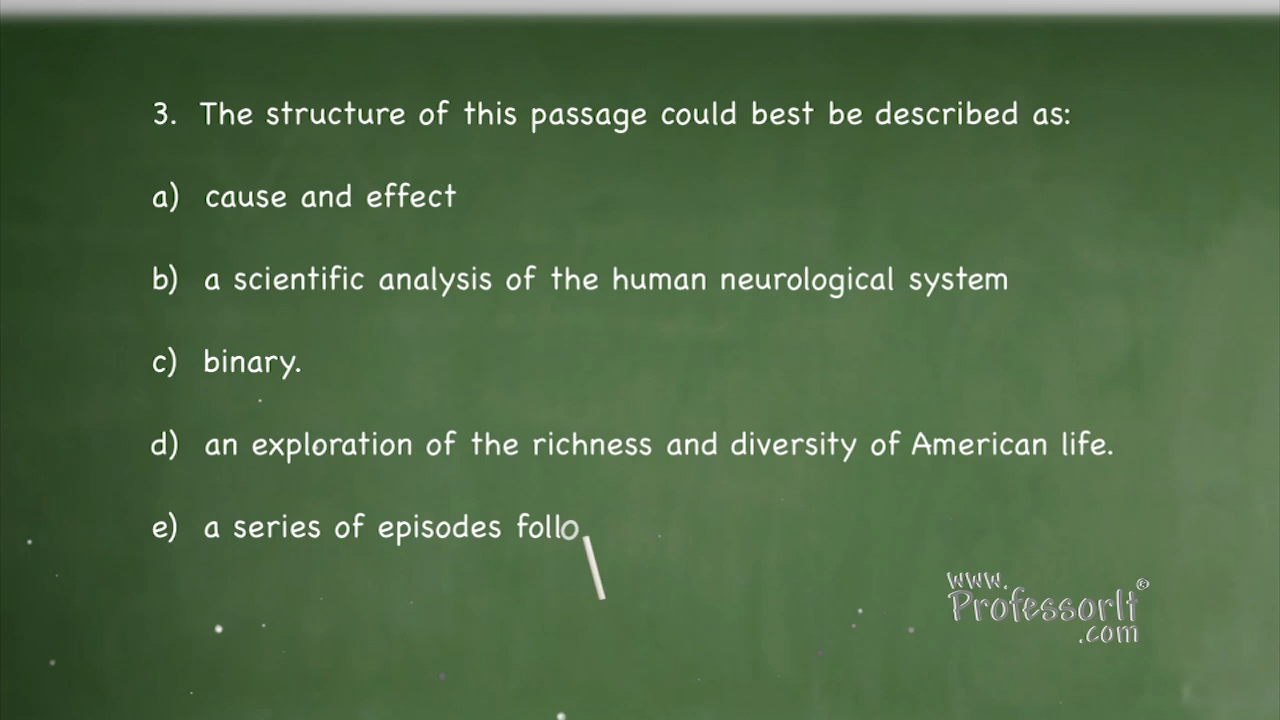 3. The structure of this passage could best be described as:
a) cause and effect
b) a scientific analysis of the human neurological system
c) binary.
d) an exploration of the richness and diversity of American life.
e) a series of episodes follo
www.
ProfessorIt©
.com